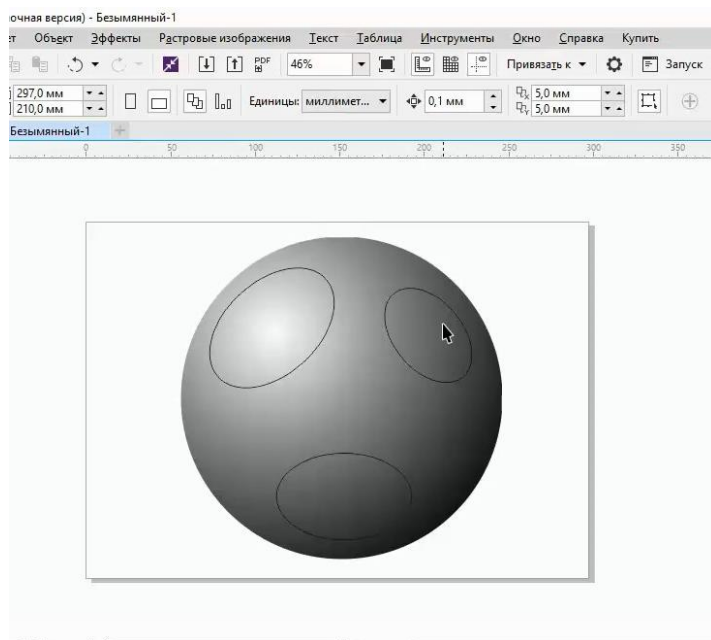 очная версия) - Безымянный-1
Объект Эффекты Растровые изображения Текст Таблица Инструменты Окно Справка Купить
PDF 46% Привязать к Запуск
297,0 мм
210,0 мм
Единицы: миллимет... 0,1 мм
5,0 мм
5,0 мм
Безымянный-1
0 50 100 150 200 250 300 350